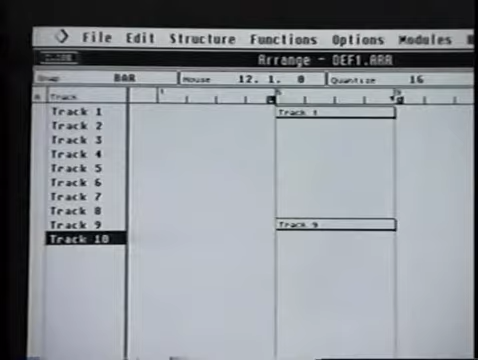 File Edit Structure Functions Options Modules
Arrange - DEF1.ARR
Snap BAR Mouse 12. 1. 0 Quantize 16
Track
Track 1 Track 1
Track 2
Track 3
Track 4
Track 5
Track 6
Track 7
Track 8
Track 9 Track 9
Track 10